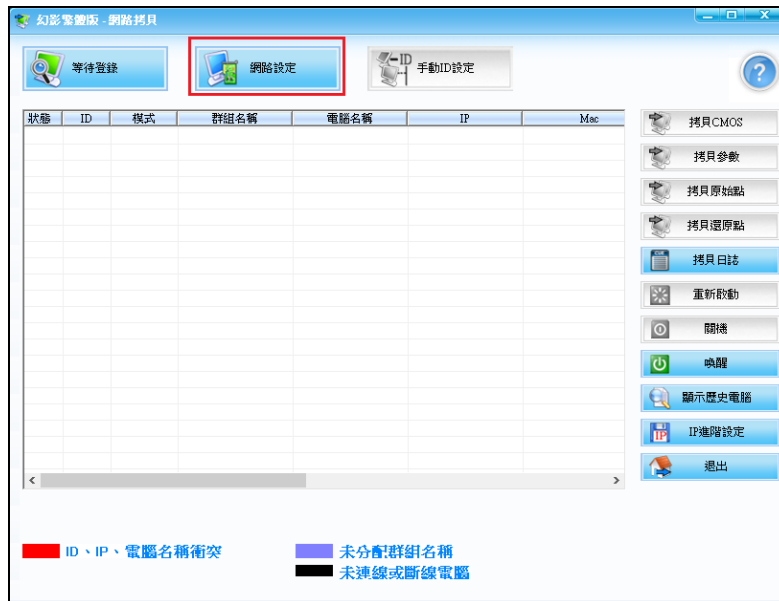 幻影 繁體版 - 網路拷貝
等待登錄
網路設定
ID
手動ID設定
?
狀態 ID 模式 群組名稱 電腦名稱 IP Mac
拷貝CMOS
拷貝參數
拷貝原始點
拷貝還原點
拷貝日誌
重新啟動
關機
喚醒
顯示歷史電腦
IP
IP進階設定
退出
ID、IP、電腦名稱衝突
未分配群組名稱
未連線或斷線電腦